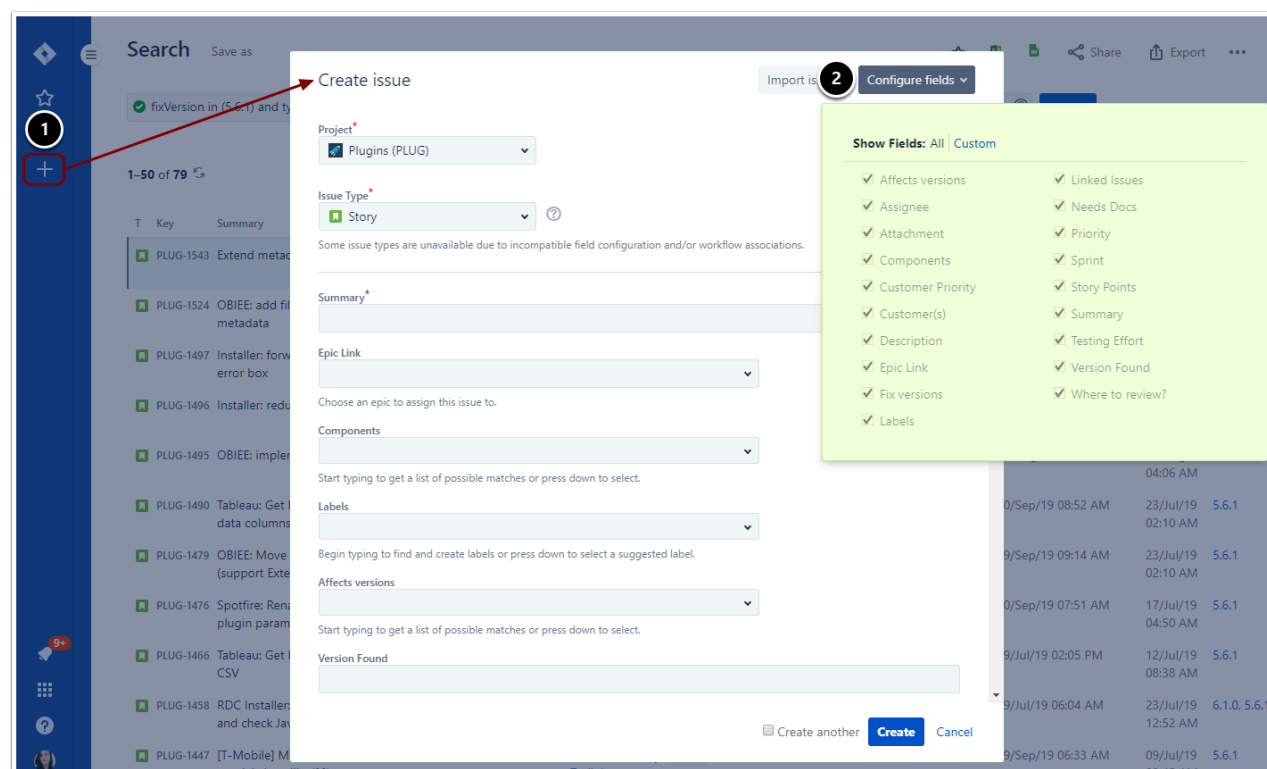 Search Save as
Share Export
Create issue
Import is
2
Configure fields
fixVersion in (5.6.1) and ty
1
Project*
Plugins (PLUG)
Show Fields: All Custom
1–50 of 79
Affects versions Linked Issues
Issue Type*
Assignee Needs Docs
Story
T Key Summary
Attachment Priority
Some issue types are unavailable due to incompatible field configuration and/or workflow associations.
PLUG-1543 Extend metad
Components Sprint
Customer Priority Story Points
Summary*
PLUG-1524 OBIEE: add fil
metadata
Customer(s) Summary
Description Testing Effort
Epic Link
PLUG-1497 Installer: forw
error box
Epic Link Version Found
Fix versions Where to review?
Choose an epic to assign this issue to.
PLUG-1496 Installer: redu
Labels
Components
PLUG-1495 OBIEE: implem
04:06 AM
Start typing to get a list of possible matches or press down to select.
Labels
PLUG-1490 Tableau: Get
data columns
0/Sep/19 08:52 AM 23/Jul/19 5.6.1
02:10 AM
Begin typing to find and create labels or press down to select a suggested label.
PLUG-1479 OBIEE: Move
(support Exte
9/Sep/19 09:14 AM 23/Jul/19 5.6.1
02:10 AM
Affects versions
PLUG-1476 Spotfire: Rena
plugin param
0/Sep/19 07:51 AM 17/Jul/19 5.6.1
04:50 AM
Start typing to get a list of possible matches or press down to select.
9+
Version Found
PLUG-1466 Tableau: Get
CSV
9/Jul/19 02:05 PM 12/Jul/19 5.6.1
08:38 AM
PLUG-1458 RDC Installer:
and check Jav
9/Jul/19 06:04 AM 23/Jul/19 6.1.0, 5.6.1
12:52 AM
Create another Create Cancel
PLUG-1447 [T-Mobile] M
9/Sep/19 06:33 AM 09/Jul/19 5.6.1